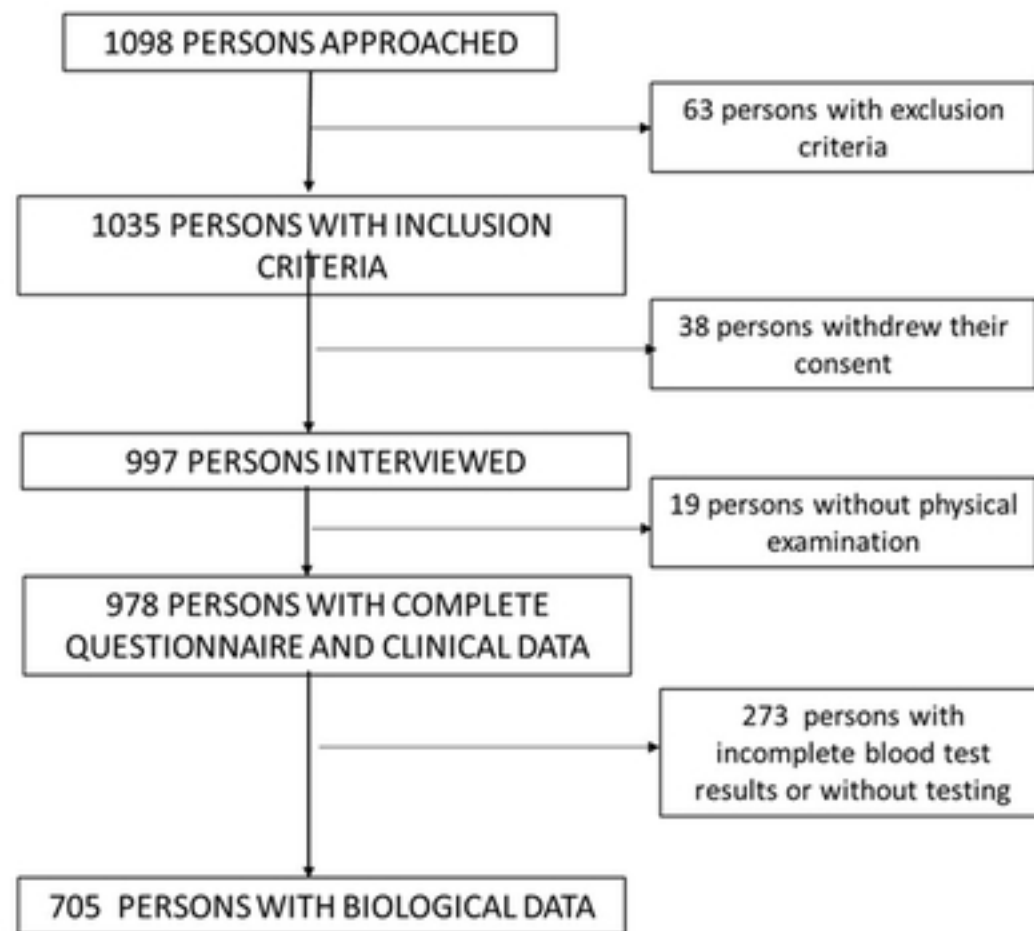 1098 PERSONS APPROACHED
63 persons with exclusion
criteria
1035 PERSONS WITH INCLUSION
CRITERIA
38 persons withdrew their
consent
997 PERSONS INTERVIEWED
19 persons without physical
examination
978 PERSONS WITH COMPLETE
QUESTIONNAIRE AND CLINICAL DATA
273 persons with
incomplete blood test
results or without testing
705 PERSONS WITH BIOLOGICAL DATA